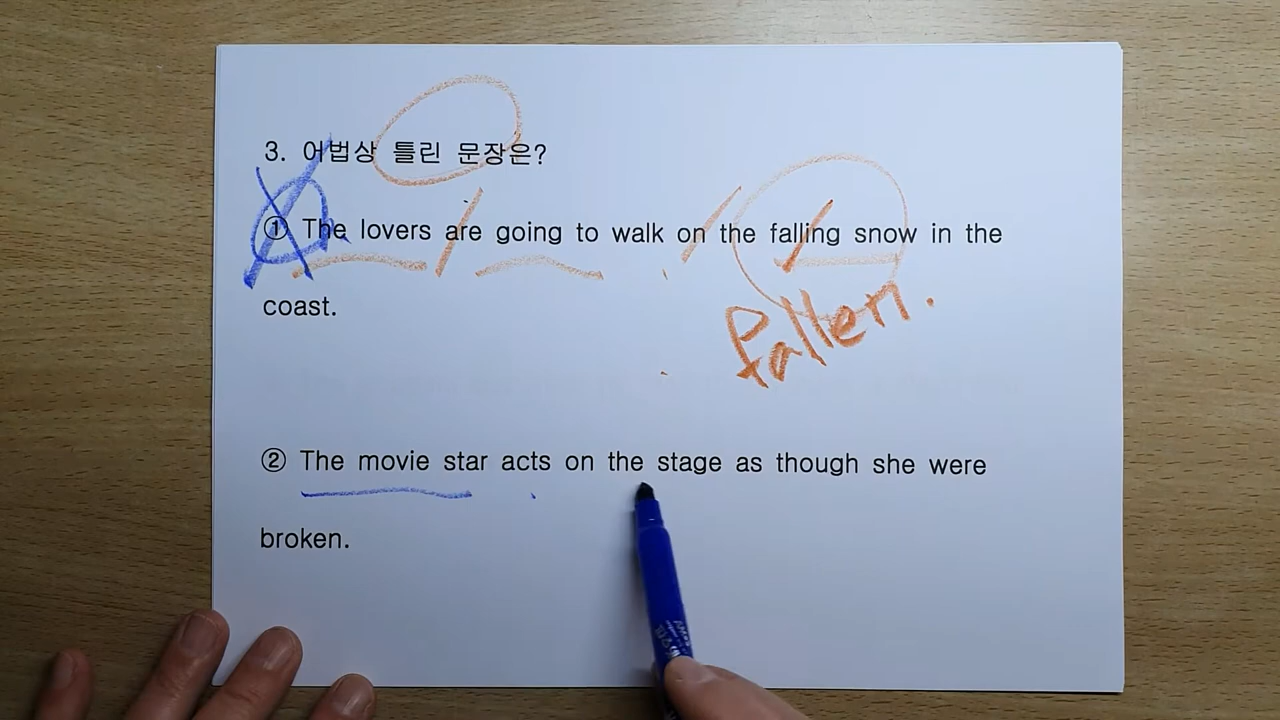 3. 어법상 틀린 문장은?
① The lovers are going to walk on the falling snow in the
coast.
fallen.
② The movie star acts on the stage as though she were
broken.